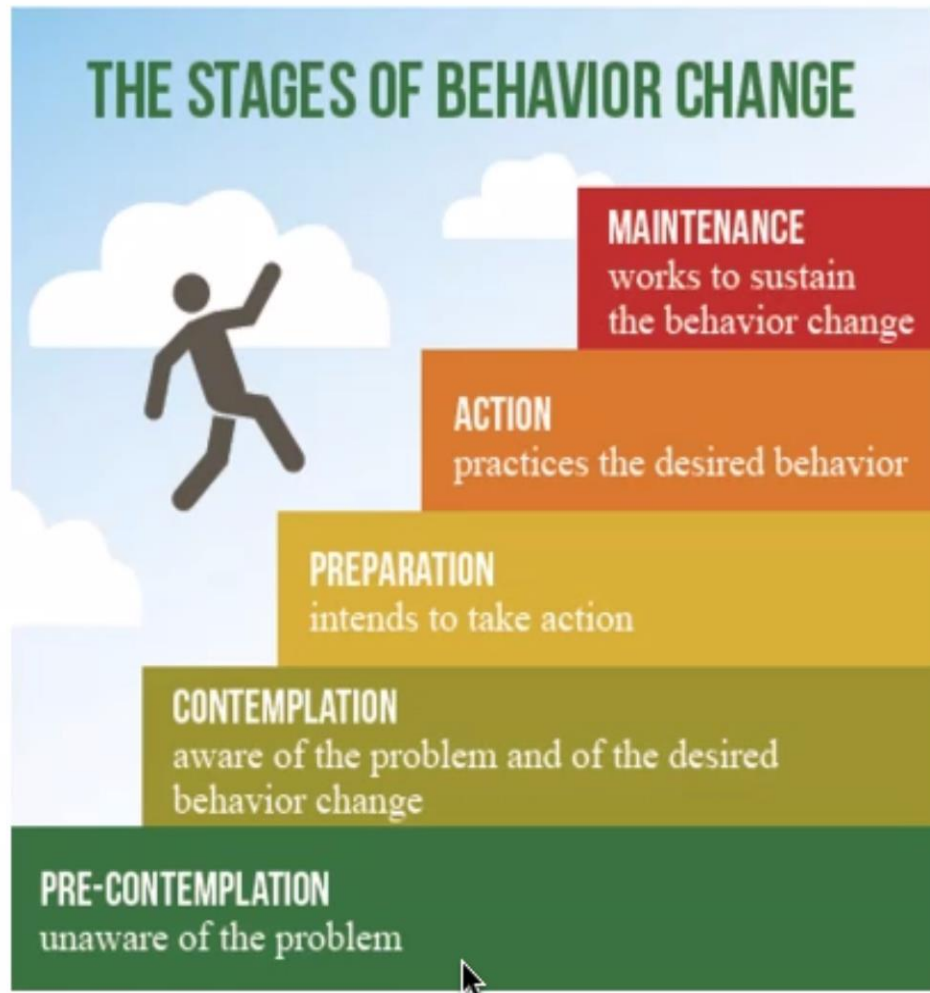 THE STAGES OF BEHAVIOR CHANGE
MAINTENANCE
works to sustain
the behavior change
ACTION
practices the desired behavior
PREPARATION
intends to take action
CONTEMPLATION
aware of the problem and of the desired
behavior change
PRE-CONTEMPLATION
unaware of the problem